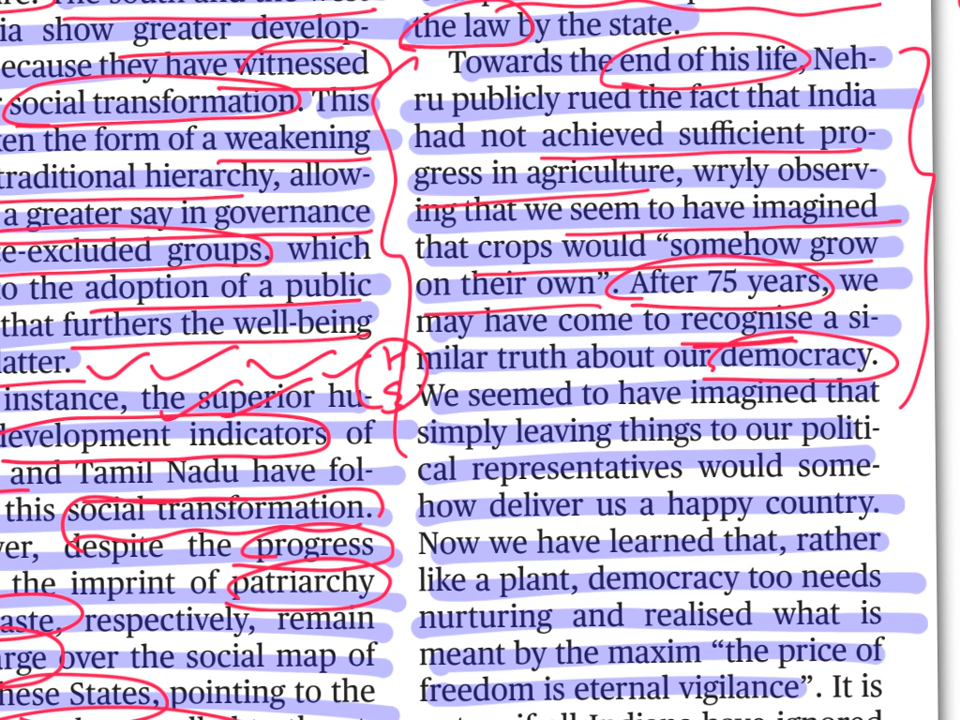 ia show greater develop-
ecause they have witnessed
social transformation. This
en the form of a weakening
traditional hierarchy, allow-
a greater say in governance
e-excluded groups, which
o the adoption of a public
that furthers the well-being
latter.
instance, the superior hu-
development indicators of
and Tamil Nadu have fol-
this social transformation.
ver, despite the progress
the imprint of patriarchy
aste, respectively, remain
arge over the social map of
hese States, pointing to the
the law by the state.
Towards the end of his life, Neh-
ru publicly rued the fact that India
had not achieved sufficient pro-
gress in agriculture, wryly observ-
ing that we seem to have imagined
that crops would “somehow grow
on their own”. After 75 years, we
may have come to recognise a si-
milar truth about our democracy.
We seemed to have imagined that
simply leaving things to our politi-
cal representatives would some-
how deliver us a happy country.
Now we have learned that, rather
like a plant, democracy too needs
nurturing and realised what is
meant by the maxim “the price of
freedom is eternal vigilance”. It is